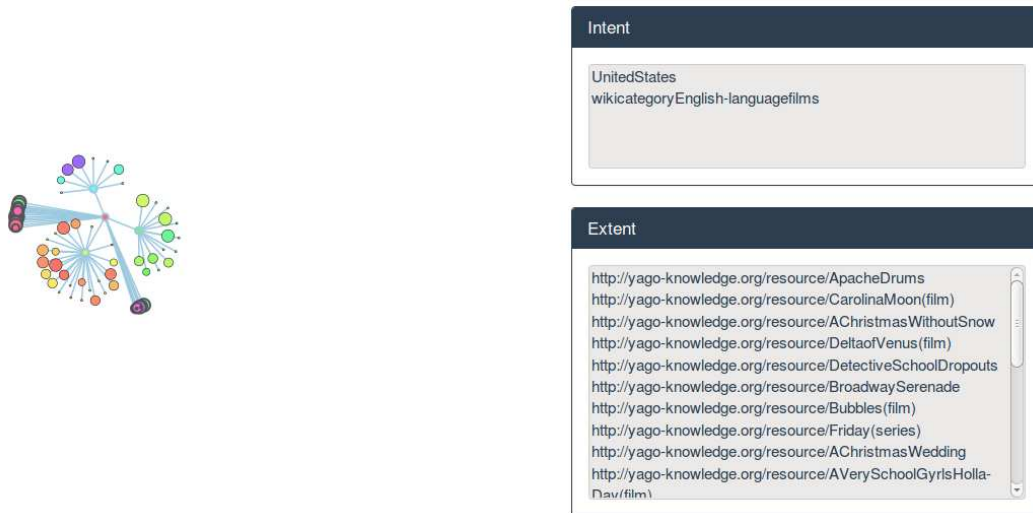 Intent
UnitedStates
wikicategoryEnglish-languagefilms
Extent
http://yago-knowledge.org/resource/ApacheDrums
http://yago-knowledge.org/resource/CarolinaMoon(film)
http://yago-knowledge.org/resource/AChristmasWithoutSnow
http://yago-knowledge.org/resource/DeltaofVenus(film)
http://yago-knowledge.org/resource/DetectiveSchoolDropouts
http://yago-knowledge.org/resource/BroadwaySerenade
http://yago-knowledge.org/resource/Bubbles(film)
http://yago-knowledge.org/resource/Friday(series)
http://yago-knowledge.org/resource/AChristmasWedding
http://yago-knowledge.org/resource/AVerySchoolGyrlsHolla-
Day(film)